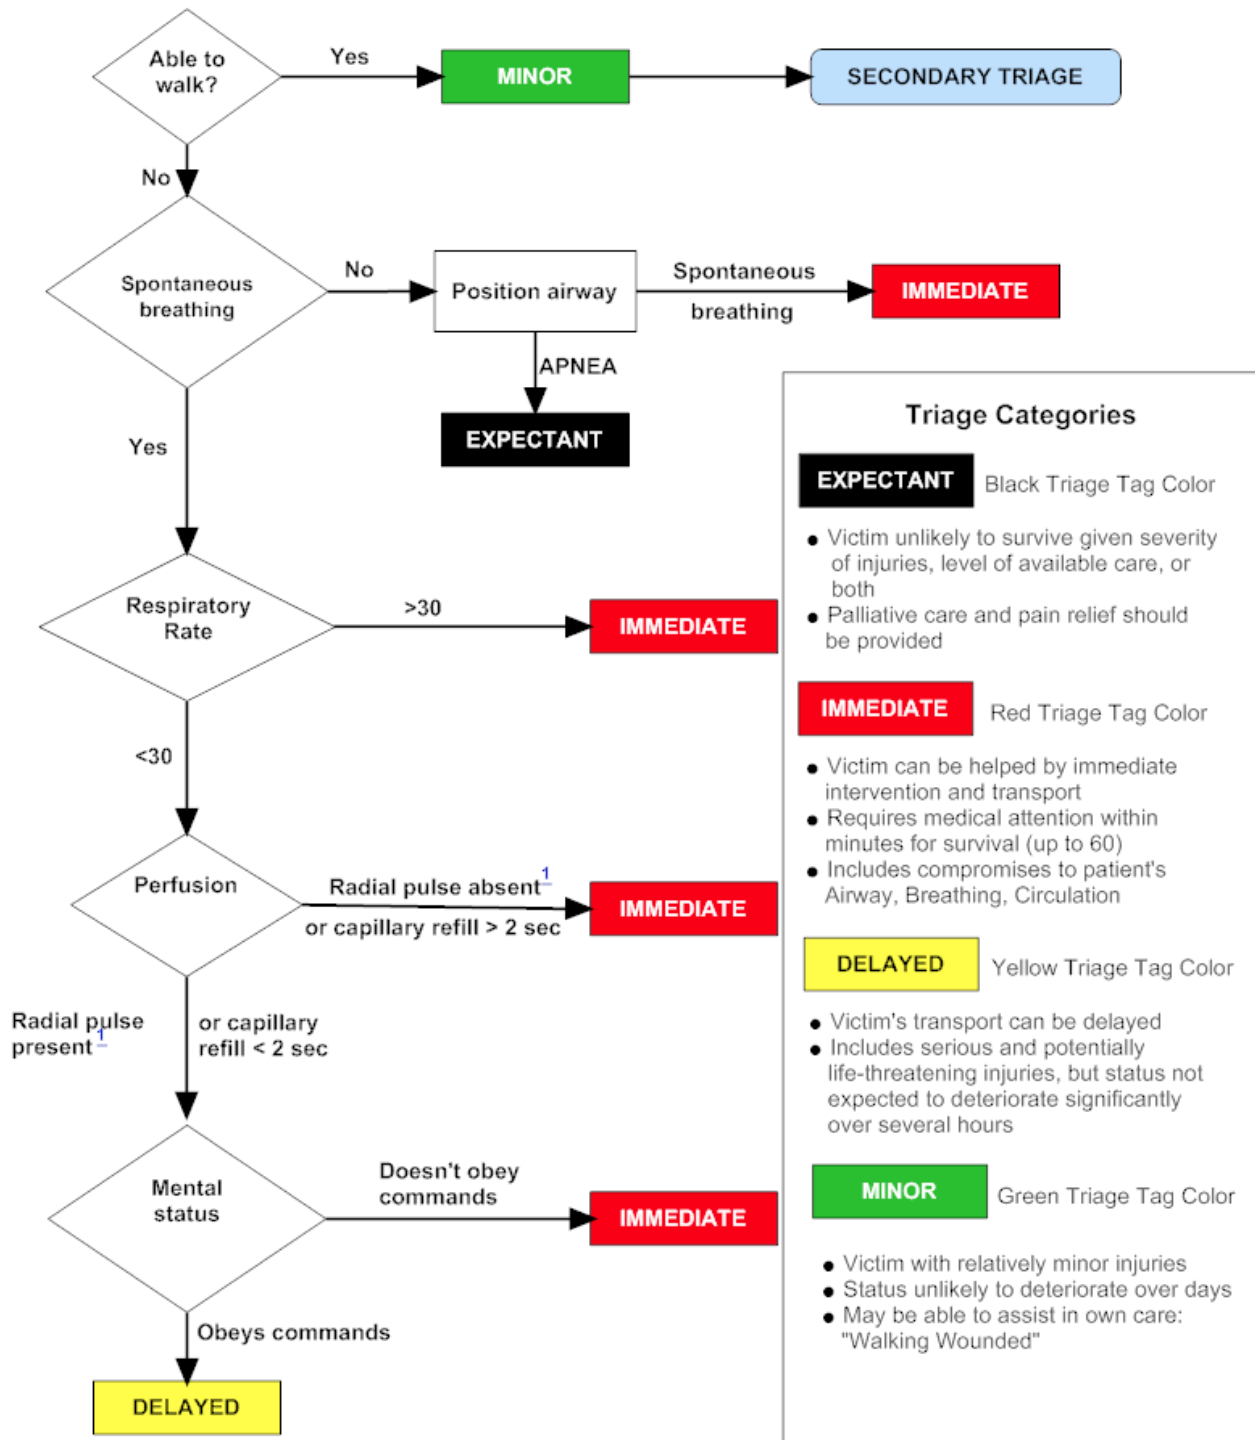 Able to
walk?
Yes
MINOR
SECONDARY TRIAGE
No
Spontaneous
breathing
No
Position airway
Spontaneous
breathing
IMMEDIATE
APNEA
EXPECTANT
Yes
Respiratory
Rate
>30
IMMEDIATE
<30
Perfusion
Radial pulse absent 1
or capillary refill > 2 sec
IMMEDIATE
Radial pulse
present 1
or capillary
refill < 2 sec
Mental
status
Doesn't obey
commands
IMMEDIATE
Obeys commands
DELAYED
Triage Categories
EXPECTANT Black Triage Tag Color
● Victim unlikely to survive given severity
of injuries, level of available care, or
both
● Palliative care and pain relief should
be provided
IMMEDIATE Red Triage Tag Color
● Victim can be helped by immediate
intervention and transport
● Requires medical attention within
minutes for survival (up to 60)
● Includes compromises to patient's
Airway, Breathing, Circulation
DELAYED Yellow Triage Tag Color
● Victim's transport can be delayed
● Includes serious and potentially
life-threatening injuries, but status not
expected to deteriorate significantly
over several hours
MINOR Green Triage Tag Color
● Victim with relatively minor injuries
● Status unlikely to deteriorate over days
● May be able to assist in own care:
"Walking Wounded"